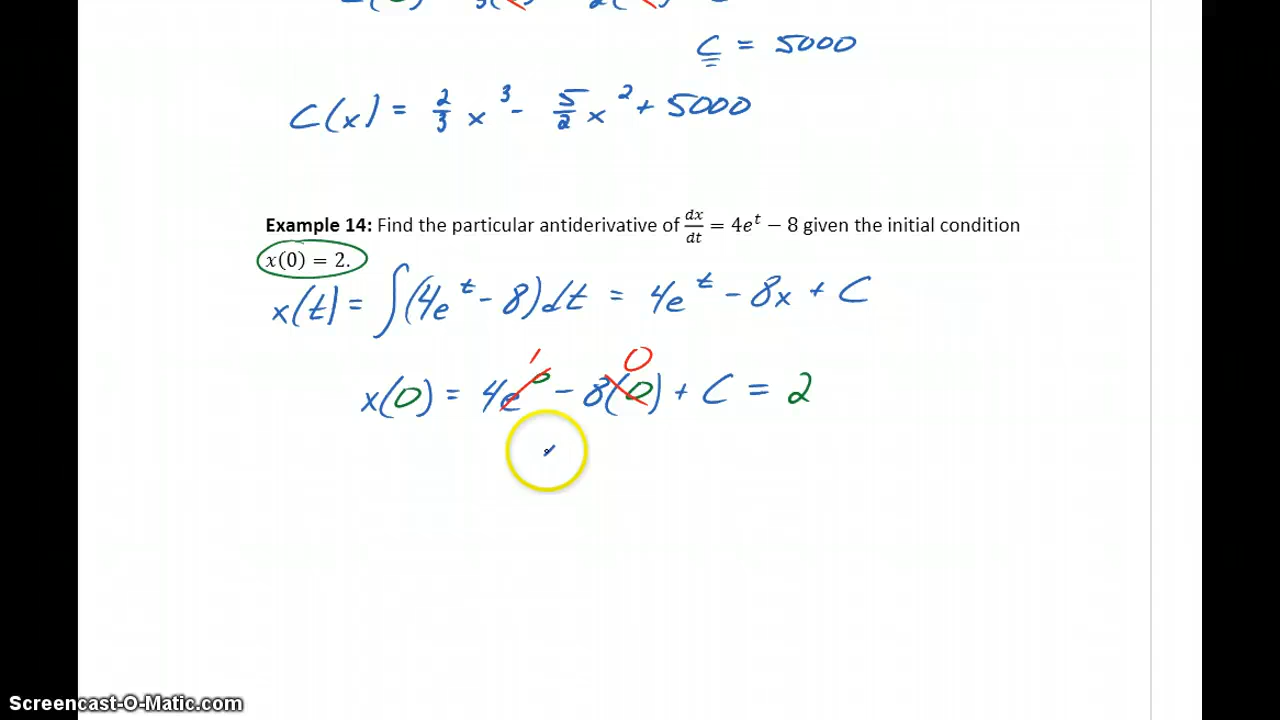 C = 5000
C(x) = 2/3 x^3 - 5/2 x^2 + 5000
Example 14: Find the particular antiderivative of dx/dt = 4e^t − 8 given the initial condition
x(0) = 2.
x(t) = ∫(4e^t - 8)dt = 4e^t - 8x + C
1 0
x(0) = 4e^0 - 8(0) + C = 2
Screencast-O-Matic.com